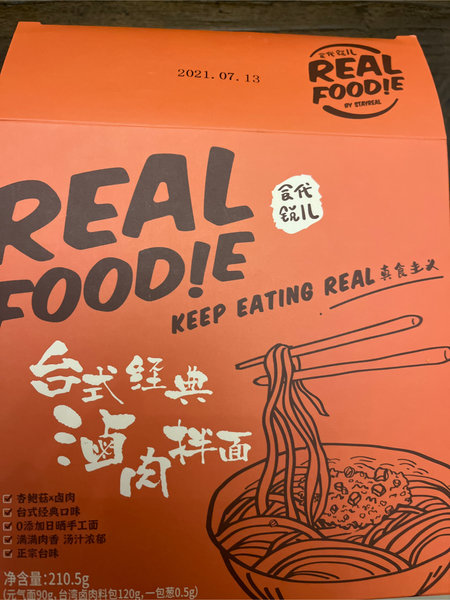 食代锐儿
REAL
FOOD!E
BY STAYREAL
2021.07.13
REAL
FOOD!E
食代
锐儿
KEEP EATING REAL 真食主义
台式经典
滷肉拌面
杏鲍菇x卤肉
台式经典口味
0添加日晒手工面
满满肉香 汤汁浓郁
正宗台味
净含量:210.5g
(元气面90g, 台湾卤肉料包120g, 一包葱0.5g)